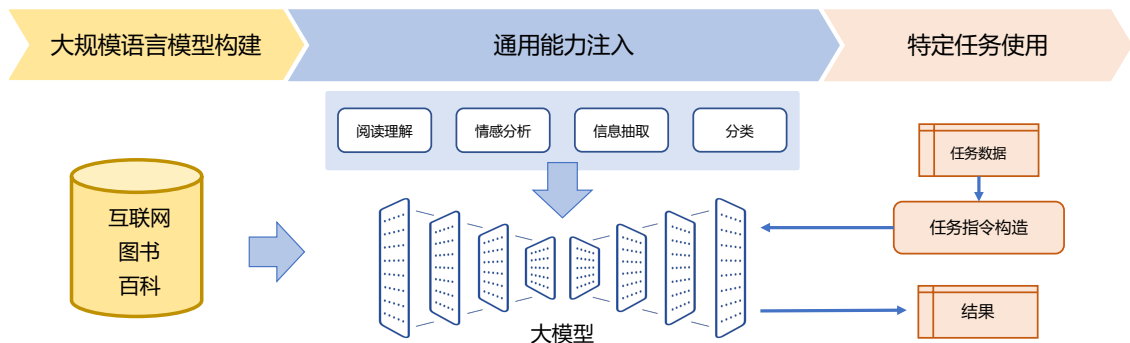 大规模语言模型构建
通用能力注入
特定任务使用
阅读理解
情感分析
信息抽取
分类
互联网
图书
百科
大模型
任务数据
任务指令构造
结果